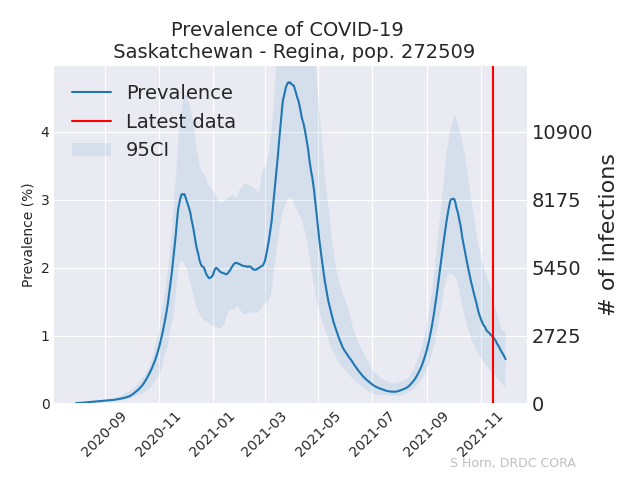 Prevalence of COVID-19
Saskatchewan - Regina, pop. 272509
Prevalence
Latest data
95CI
Prevalence (%)
4
3
2
1
0
10900
8175
5450
2725
0
# of infections
2020-09
2020-11
2021-01
2021-03
2021-05
2021-07
2021-09
2021-11
S Horn, DRDC CORA